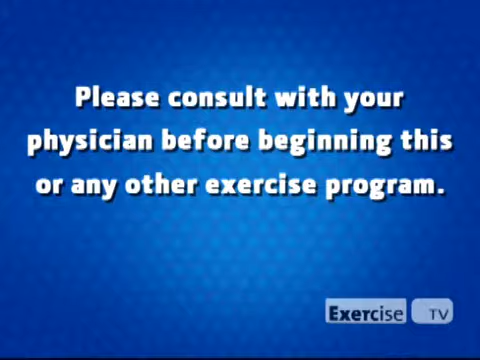 Please consult with your
physician before beginning this
or any other exercise program.
Exercise TV